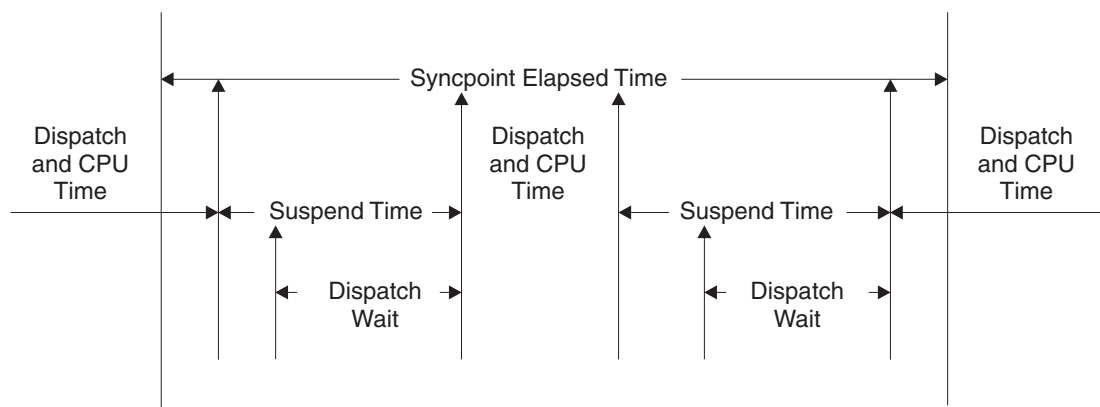 Syncpoint Elapsed Time
Dispatch
and CPU
Time
Dispatch
and CPU
Time
Dispatch
and CPU
Time
Suspend Time
Suspend Time
Dispatch
Wait
Dispatch
Wait